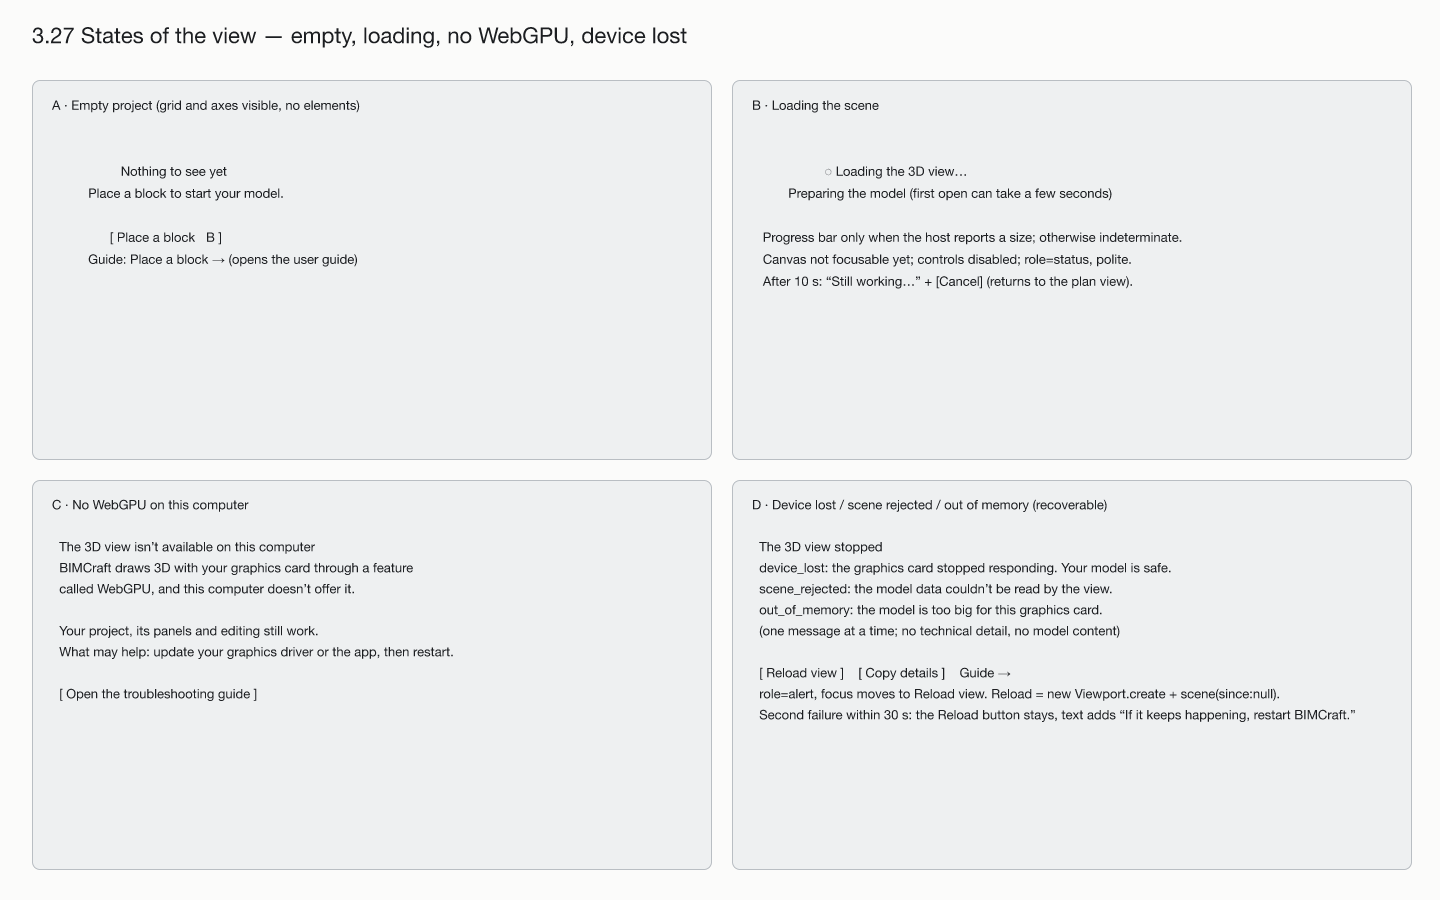 3.27 States of the view — empty, loading, no WebGPU, device lost
A · Empty project (grid and axes visible, no elements)
Nothing to see yet
Place a block to start your model.
[ Place a block   B ]
Guide: Place a block → (opens the user guide)
B · Loading the scene
○ Loading the 3D view…
Preparing the model (first open can take a few seconds)
Progress bar only when the host reports a size; otherwise indeterminate.
Canvas not focusable yet; controls disabled; role=status, polite.
After 10 s: “Still working…” + [Cancel] (returns to the plan view).
C · No WebGPU on this computer
The 3D view isn’t available on this computer
BIMCraft draws 3D with your graphics card through a feature
called WebGPU, and this computer doesn’t offer it.
Your project, its panels and editing still work.
What may help: update your graphics driver or the app, then restart.
[ Open the troubleshooting guide ]
D · Device lost / scene rejected / out of memory (recoverable)
The 3D view stopped
device_lost: the graphics card stopped responding. Your model is safe.
scene_rejected: the model data couldn’t be read by the view.
out_of_memory: the model is too big for this graphics card.
(one message at a time; no technical detail, no model content)
[ Reload view ]    [ Copy details ]    Guide →
role=alert, focus moves to Reload view. Reload = new Viewport.create + scene(since:null).
Second failure within 30 s: the Reload button stays, text adds “If it keeps happening, restart BIMCraft.”